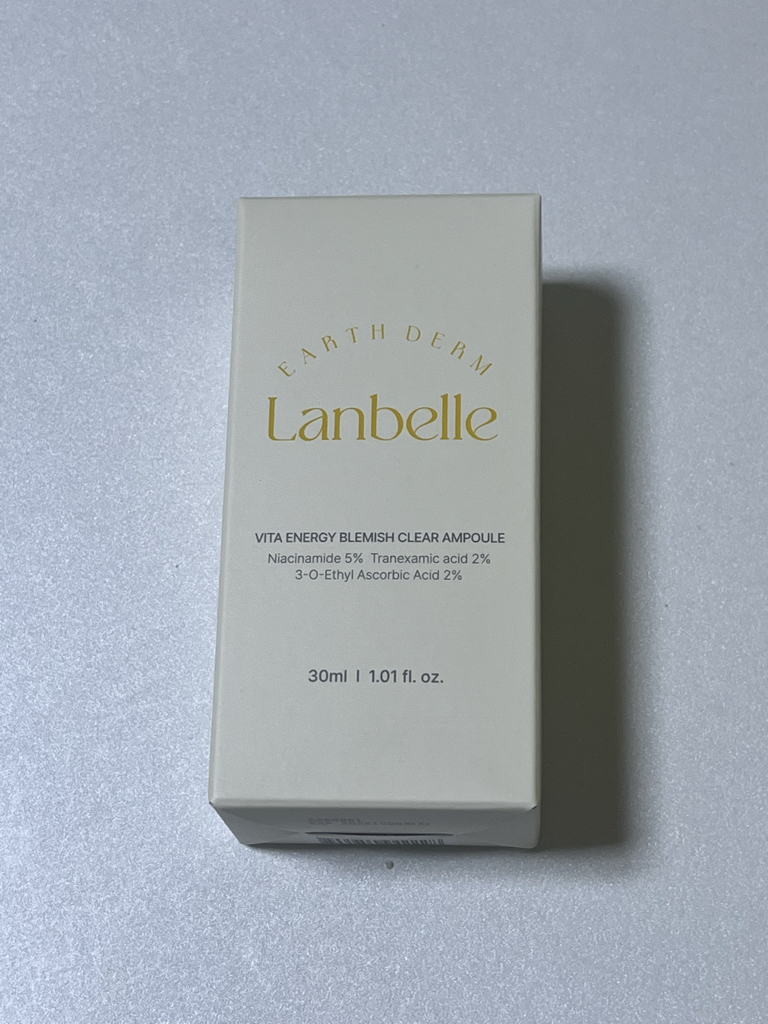 EARTH DERM
Lanbelle
VITA ENERGY BLEMISH CLEAR AMPOULE
Niacinamide 5% Tranexamic acid 2%
3-O-Ethyl Ascorbic Acid 2%
30ml I 1.01 fl. oz.